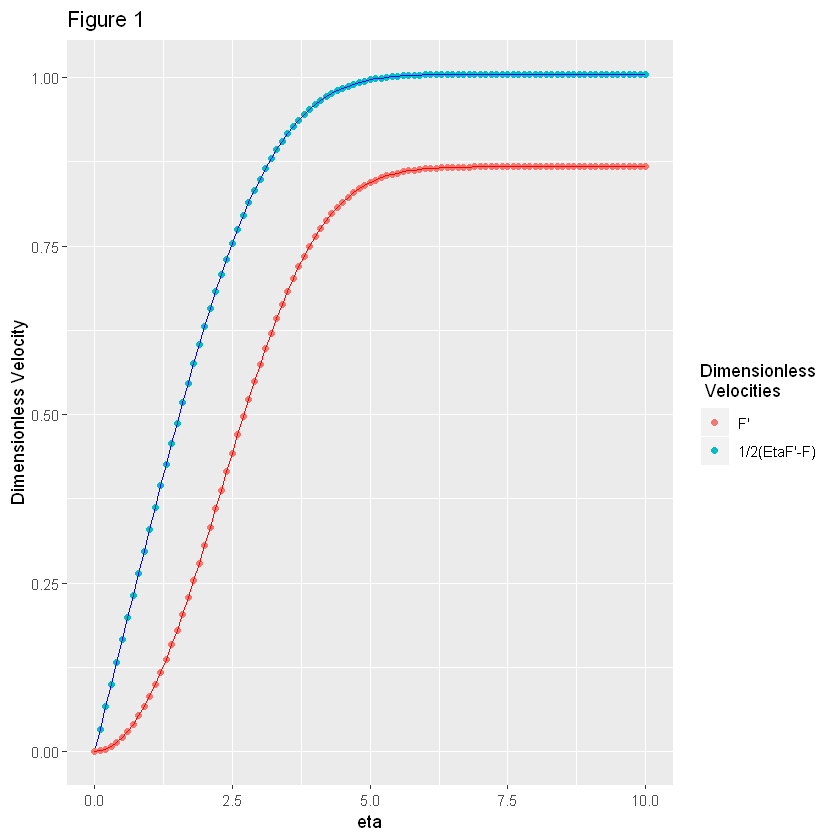 Figure 1
1.00
0.75
0.50
0.25
0.00
Dimensionless Velocity
0.0 2.5 5.0 7.5 10.0
eta
Dimensionless
Velocities
F'
1/2(EtaF'-F)